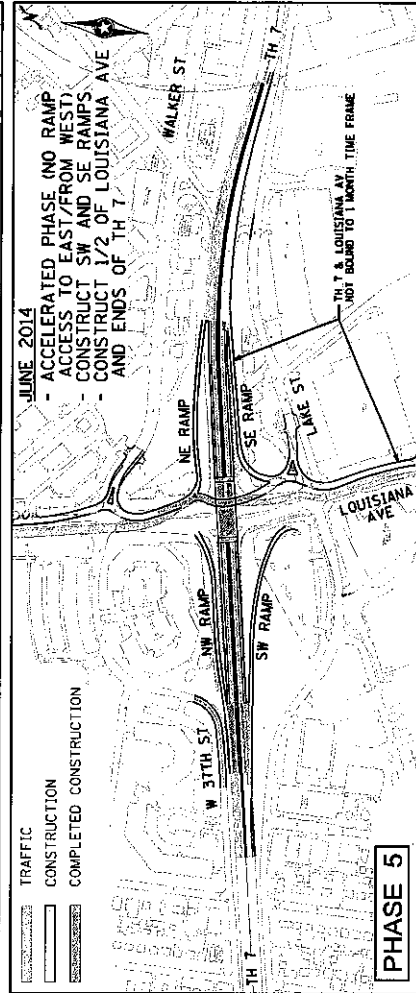 JUNE 2014
- ACCELERATED PHASE (NO RAMP
ACCESS TO EAST/FROM WEST)
- CONSTRUCT SW AND SE RAMPS
- CONSTRUCT 1/2 OF LOUISIANA AVE
AND ENDS OF TH 7
TRAFFIC
CONSTRUCTION
COMPLETED CONSTRUCTION
N
WALKER ST
TH 7
NE RAMP
SE RAMP
LAKE ST
TH 7 & LOUISIANA AV
NOT BOUND TO 1 MONTH TIME FRAME
NW RAMP
SW RAMP
W 37TH ST
LOUISIANA
AVE
TH 7
PHASE 5